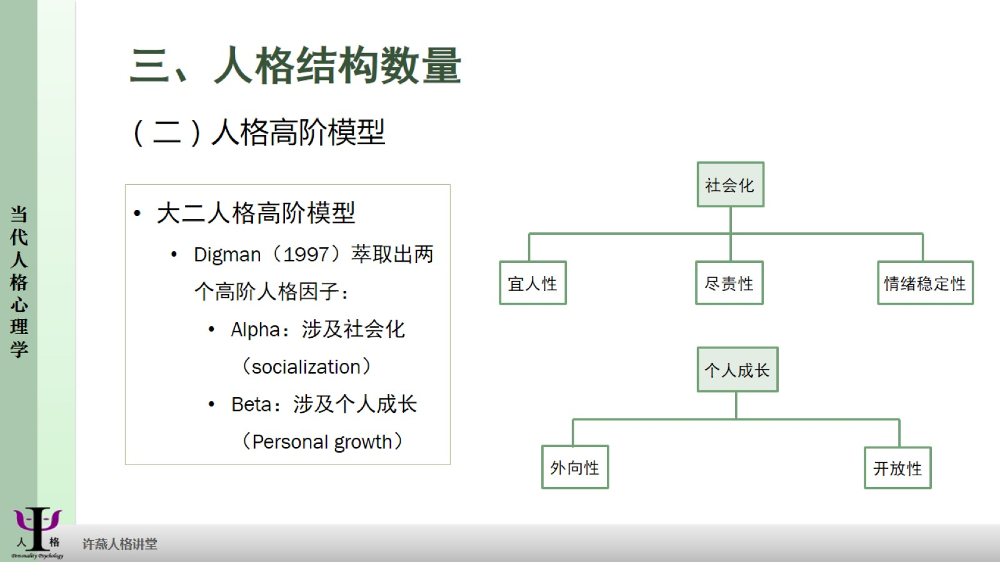 三、人格结构数量
（二）人格高阶模型
• 大二人格高阶模型
• Digman（1997）萃取出两
个高阶人格因子：
• Alpha：涉及社会化
（socialization）
• Beta：涉及个人成长
（Personal growth）
社会化
宜人性
尽责性
情绪稳定性
个人成长
外向性
开放性
当代人格心理学
人格
Personality Psychology
许燕人格讲堂